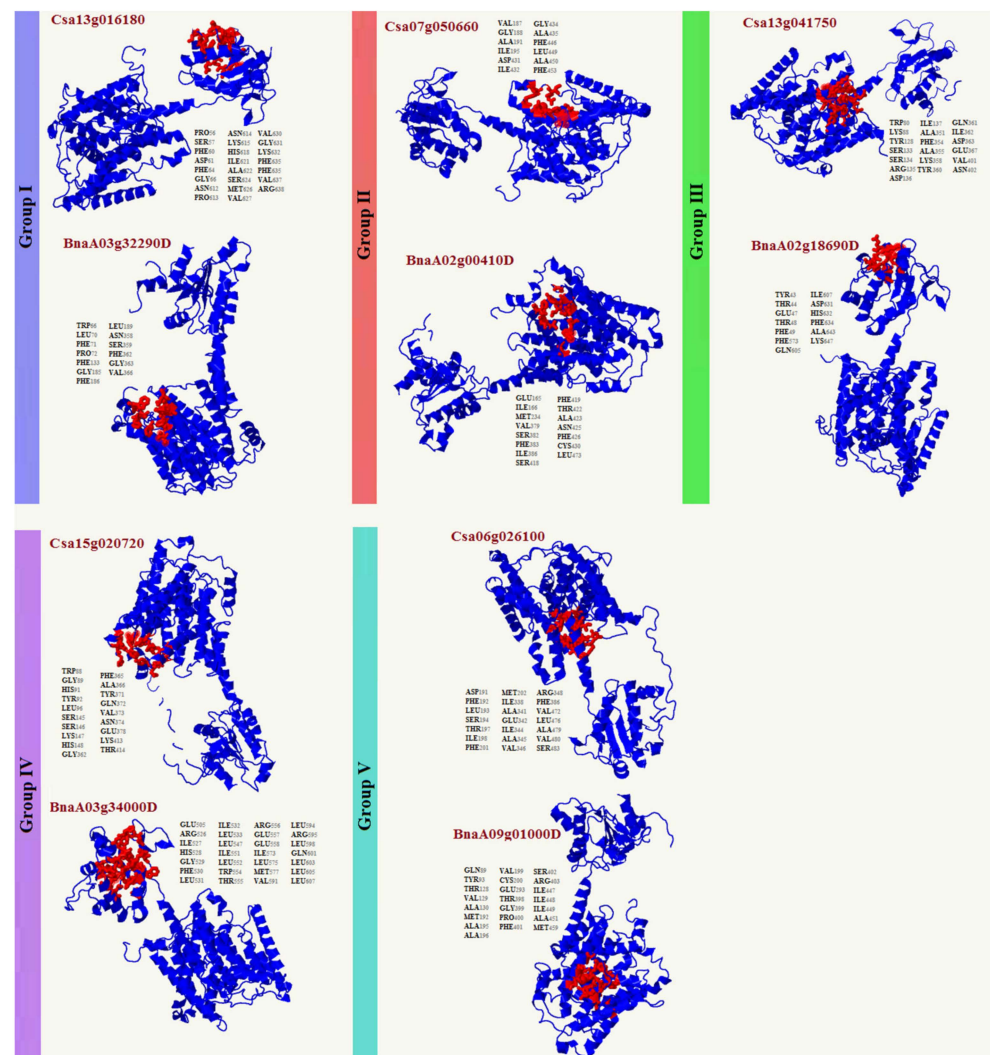 Group I
Csa13g016180
PRO56 ASN614 VAL630
SER57 LYS615 GLY631
PHE60 HIS618 LYS632
ASP61 ILE621 PHE635
PHE64 ALA622 PHE635
GLY66 SER624 VAL637
ASN612 MET626 ARG638
PRO613 VAL627
BnaA03g32290D
TRP66 LEU189
LEU70 ASN358
PHE71 SER359
PRO72 PHE362
PHE133 GLY363
GLY185 VAL366
PHE186
Group II
Csa07g050660
VAL187 GLY434
GLY188 ALA435
ALA191 PHE446
ILE195 LEU449
ASP431 ALA450
ILE432 PHE453
BnaA02g00410D
GLU165 PHE419
ILE166 THR422
MET234 ALA423
VAL379 ASN425
SER382 PHE426
PHE383 CYS430
ILE386 LEU473
SER418
Group III
Csa13g041750
TRP80 ILE137 GLN361
LYS88 ALA351 ILE362
TYR128 PHE354 ASP363
SER133 ALA355 GLU367
SER134 LYS358 VAL401
ARG135 TYR360 ASN402
ASP136
BnaA02g18690D
TYR43 ILE607
THR44 ASP631
GLU47 HIS632
THR48 PHE634
PHE49 ALA643
PHE573 LYS647
GLN605
Group IV
Csa15g020720
TRP88 PHE365
GLY89 ALA366
HIS91 TYR371
TYR92 GLN372
LEU96 VAL373
SER145 ASN374
SER146 GLU378
LYS147 LYS413
HIS148 THR414
GLY362
BnaA03g34000D
GLU505 ILE532 ARG556 LEU594
ARG526 LEU533 GLU557 ARG595
ILE527 LEU547 GLU558 LEU598
HIS528 ILE551 ILE573 GLN601
GLY529 LEU552 LEU575 LEU603
PHE530 TRP554 MET577 LEU605
LEU531 THR555 VAL591 LEU607
Group V
Csa06g026100
ASP191 MET202 ARG348
PHE192 ILE338 PHE386
LEU193 ALA341 VAL472
SER194 GLU342 LEU476
THR197 ILE344 ALA479
ILE198 ALA345 VAL480
PHE201 VAL346 SER483
BnaA09g01000D
GLN89 VAL199 SER402
TYR93 CYS200 ARG403
THR128 GLU293 ILE447
VAL129 THR398 ILE448
ALA130 GLY399 ILE449
MET193 PRO400 ALA451
ALA195 PHE401 MET459
ALA196